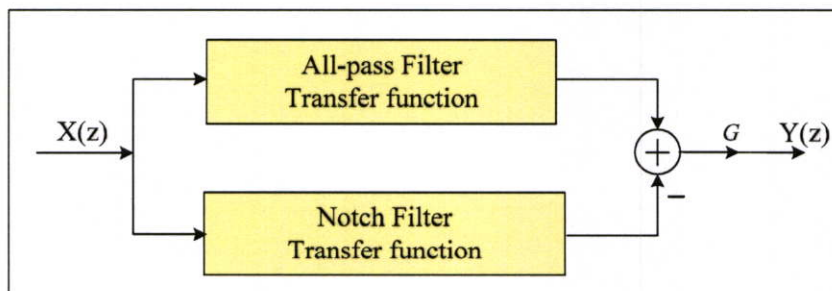 All-pass Filter
Transfer function
X(z)
+
G
Y(z)
−
Notch Filter
Transfer function